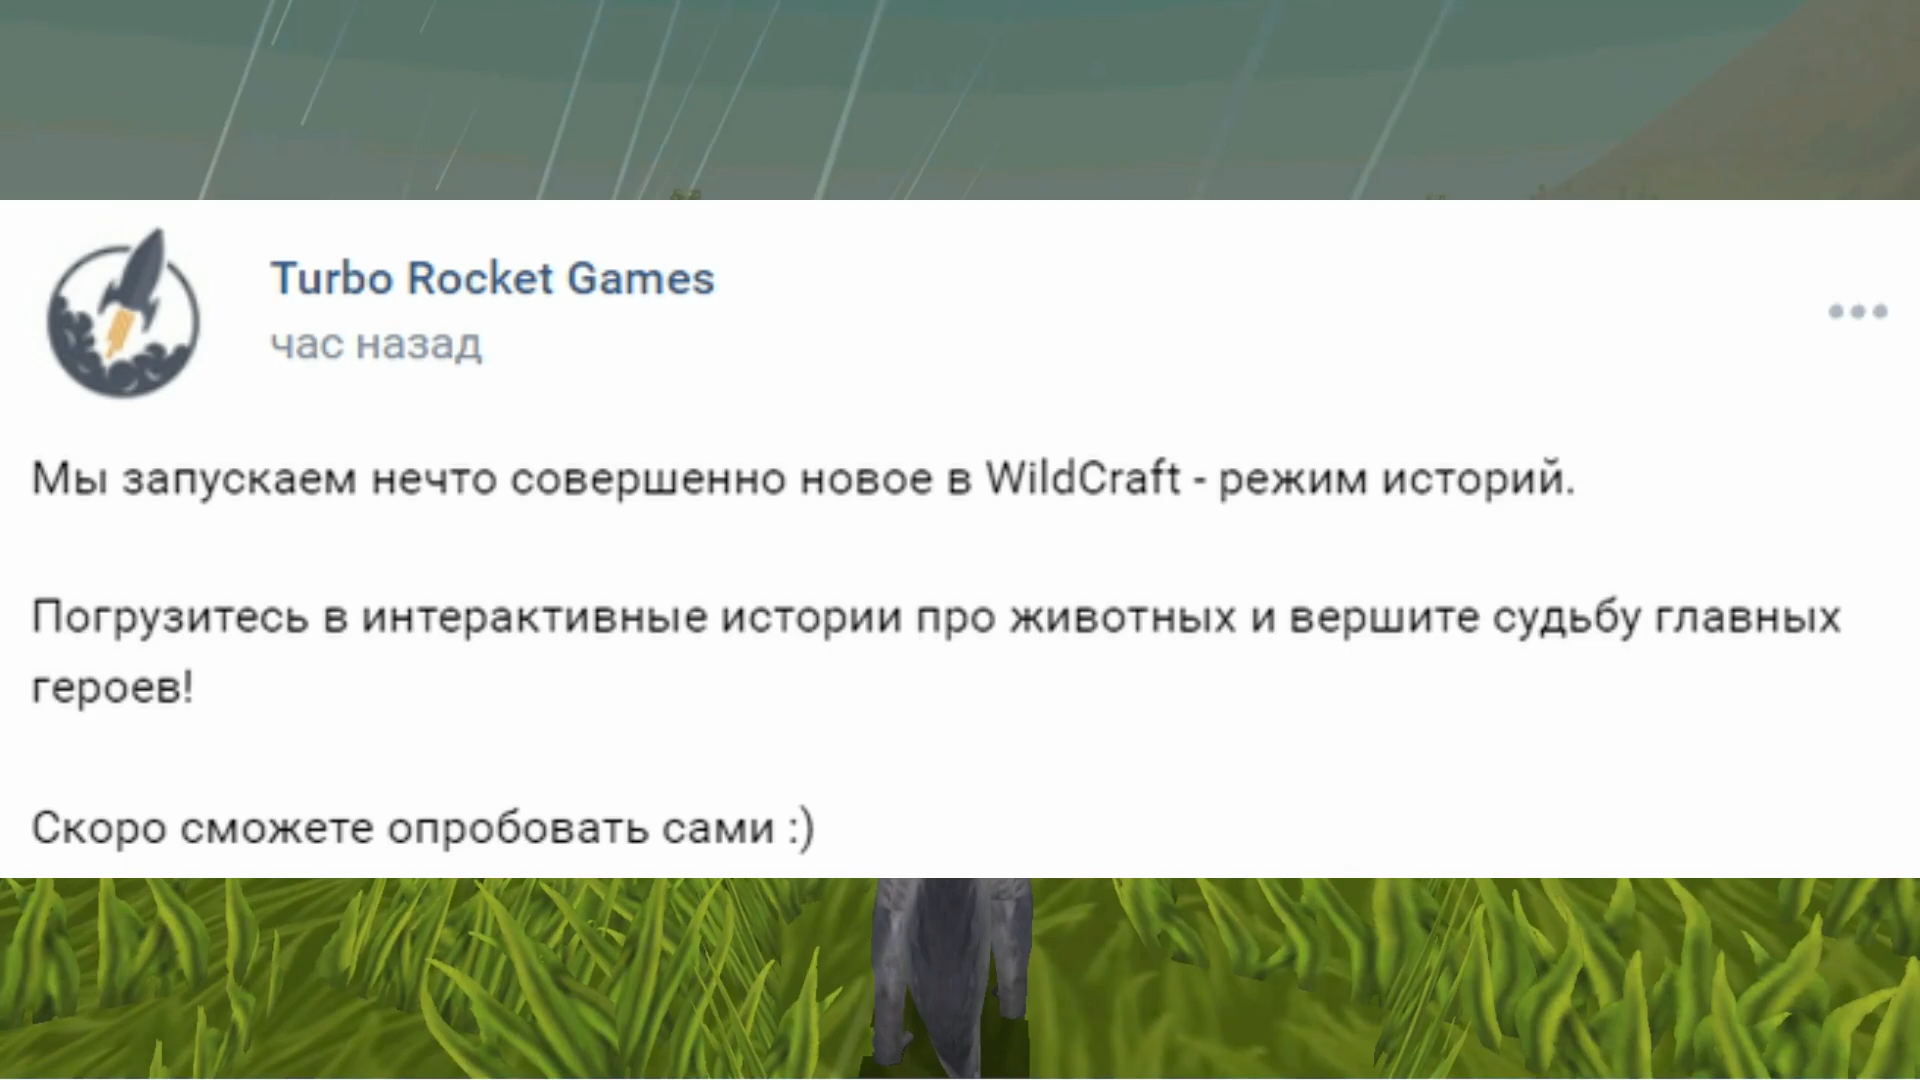 Turbo Rocket Games
час назад
Мы запускаем нечто совершенно новое в WildCraft - режим историй.
Погрузитесь в интерактивные истории про животных и вершите судьбу главных
героев!
Скоро сможете опробовать сами :)